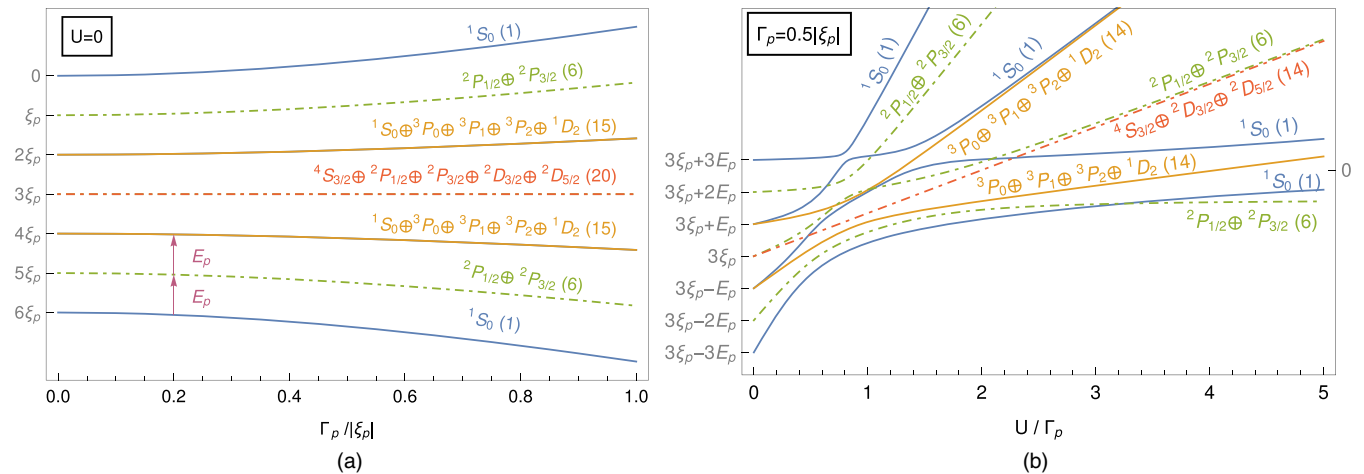 U=0
¹S₀ (1)
0
²P₁/₂⊕ ²P₃/₂ (6)
ξₚ
¹S₀⊕³P₀⊕ ³P₁⊕ ³P₂⊕ ¹D₂ (15)
2ξₚ
⁴S₃/₂⊕ ²P₁/₂⊕ ²P₃/₂⊕ ²D₃/₂⊕ ²D₅/₂ (20)
3ξₚ
¹S₀⊕³P₀⊕ ³P₁⊕ ³P₂⊕ ¹D₂ (15)
4ξₚ
Eₚ
²P₁/₂⊕ ²P₃/₂ (6)
5ξₚ
Eₚ
6ξₚ
¹S₀ (1)
0.0 0.2 0.4 0.6 0.8 1.0
Γₚ/|ξₚ|
(a)
Γₚ=0.5|ξₚ|
¹S₀ (1)
²P₁/₂⊕ ²P₃/₂ (6)
¹S₀ (1)
³P₀⊕ ³P₁⊕ ³P₂⊕ ¹D₂ (14)
²P₁/₂⊕ ²P₃/₂ (6)
⁴S₃/₂⊕ ²D₃/₂⊕ ²D₅/₂ (14)
¹S₀ (1)
³P₀⊕ ³P₁⊕ ³P₂⊕ ¹D₂ (14)
¹S₀ (1)
²P₁/₂⊕ ²P₃/₂ (6)
3ξₚ+3Eₚ
0
3ξₚ+2Eₚ
3ξₚ+Eₚ
3ξₚ
3ξₚ−Eₚ
3ξₚ−2Eₚ
3ξₚ−3Eₚ
0 1 2 3 4 5
U / Γₚ
(b)